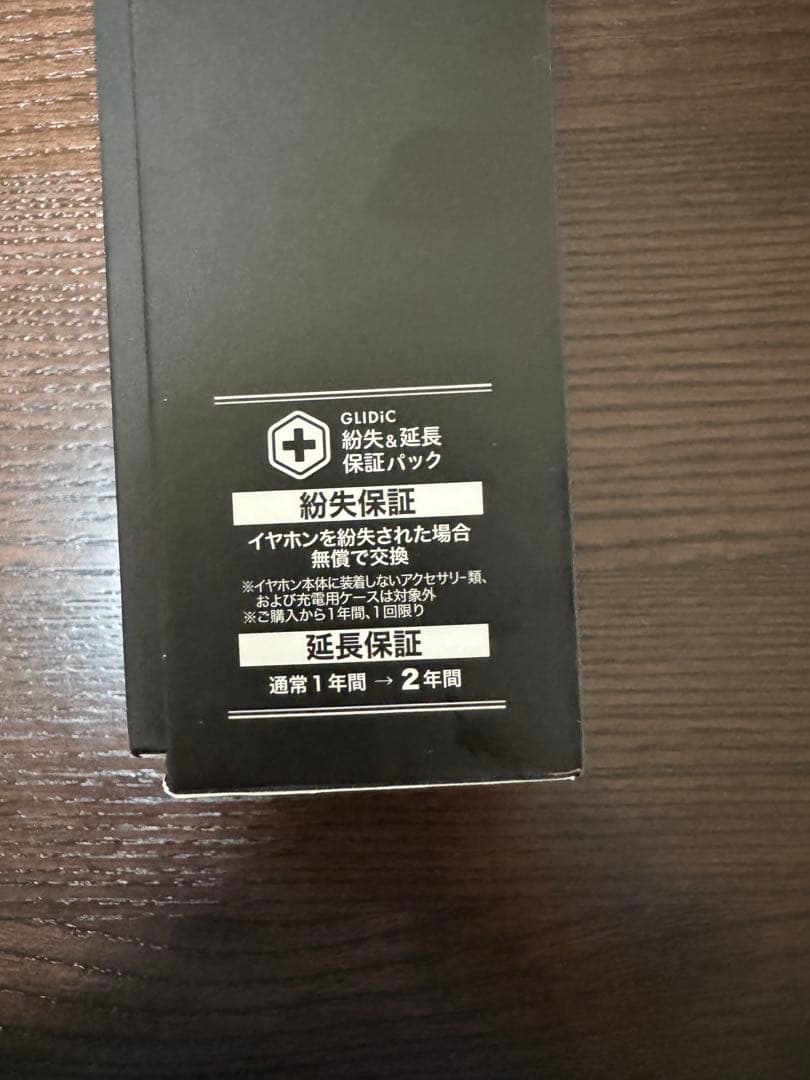 GLIDiC
紛失&延長
保証パック
紛失保証
イヤホンを紛失された場合
無償で交換
※イヤホン本体に装着しないアクセサリー類、
および充電用ケースは対象外
※ご購入から1年間、1回限り
延長保証
通常1年間→2年間